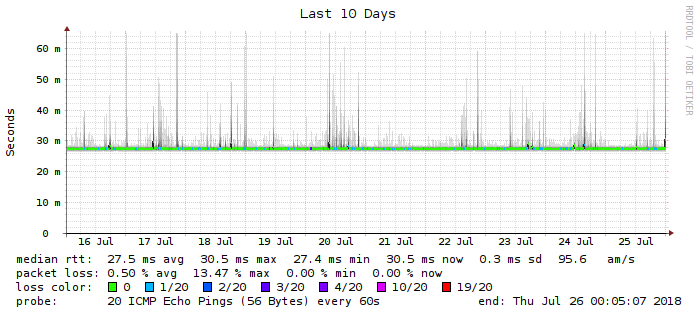 Last 10 Days
RRDTOOL / TOBI OETIKER
Seconds
60 m
50 m
40 m
30 m
20 m
10 m
0
16 Jul 17 Jul 18 Jul 19 Jul 20 Jul 21 Jul 22 Jul 23 Jul 24 Jul 25 Jul
median rtt: 27.5 ms avg 30.5 ms max 27.4 ms min 30.5 ms now 0.3 ms sd 95.6 am/s
packet loss: 0.50 % avg 13.47 % max 0.00 % min 0.00 % now
loss color: 0 1/20 2/20 3/20 4/20 10/20 19/20
probe: 20 ICMP Echo Pings (56 Bytes) every 60s end: Thu Jul 26 00:05:07 2018